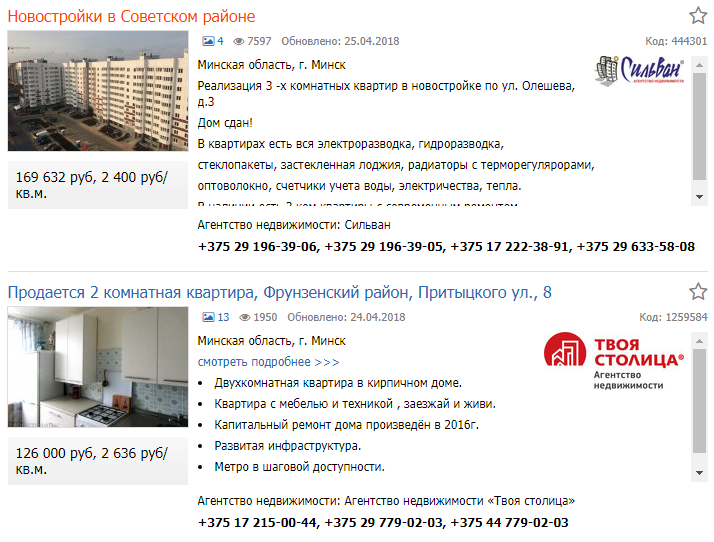 Новостройки в Советском районе
4 7597 Обновлено: 25.04.2018 Код: 444301
Минская область, г. Минск
Сильван
АГЕНТСТВО НЕДВИЖИМОСТИ
Реализация 3 -х комнатных квартир в новостройке по ул. Олешева,
д.3
Дом сдан!
В квартирах есть вся электроразводка, гидроразводка,
стеклопакеты, застекленная лоджия, радиаторы с терморегулярорами,
оптоволокно, счетчики учета воды, электричества, тепла.
169 632 руб, 2 400 руб/
кв.м.
Агентство недвижимости: Сильван
+375 29 196-39-06, +375 29 196-39-05, +375 17 222-38-91, +375 29 633-58-08
Продается 2 комнатная квартира, Фрунзенский район, Притыцкого ул., 8
13 1950 Обновлено: 24.04.2018 Код: 1259584
Минская область, г. Минск
ТВОЯ
СТОЛИЦА®
Агентство
недвижимости
смотреть подробнее >>>
• Двухкомнатная квартира в кирпичном доме.
• Квартира с мебелью и техникой , заезжай и живи.
• Капитальный ремонт дома произведён в 2016г.
• Развитая инфраструктура.
• Метро в шаговой доступности.
126 000 руб, 2 636 руб/
кв.м.
Агентство недвижимости: Агентство недвижимости «Твоя столица»
+375 17 215-00-44, +375 29 779-02-03, +375 44 779-02-03